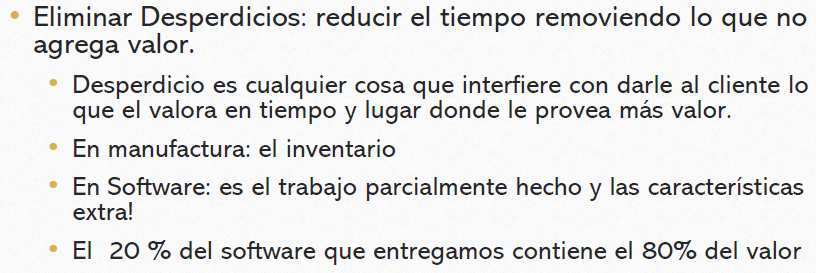 • Eliminar Desperdicios: reducir el tiempo removiendo lo que no
agrega valor.
• Desperdicio es cualquier cosa que interfiere con darle al cliente lo
que el valora en tiempo y lugar donde le provea más valor.
• En manufactura: el inventario
• En Software: es el trabajo parcialmente hecho y las características
extra!
• El  20 % del software que entregamos contiene el 80% del valor